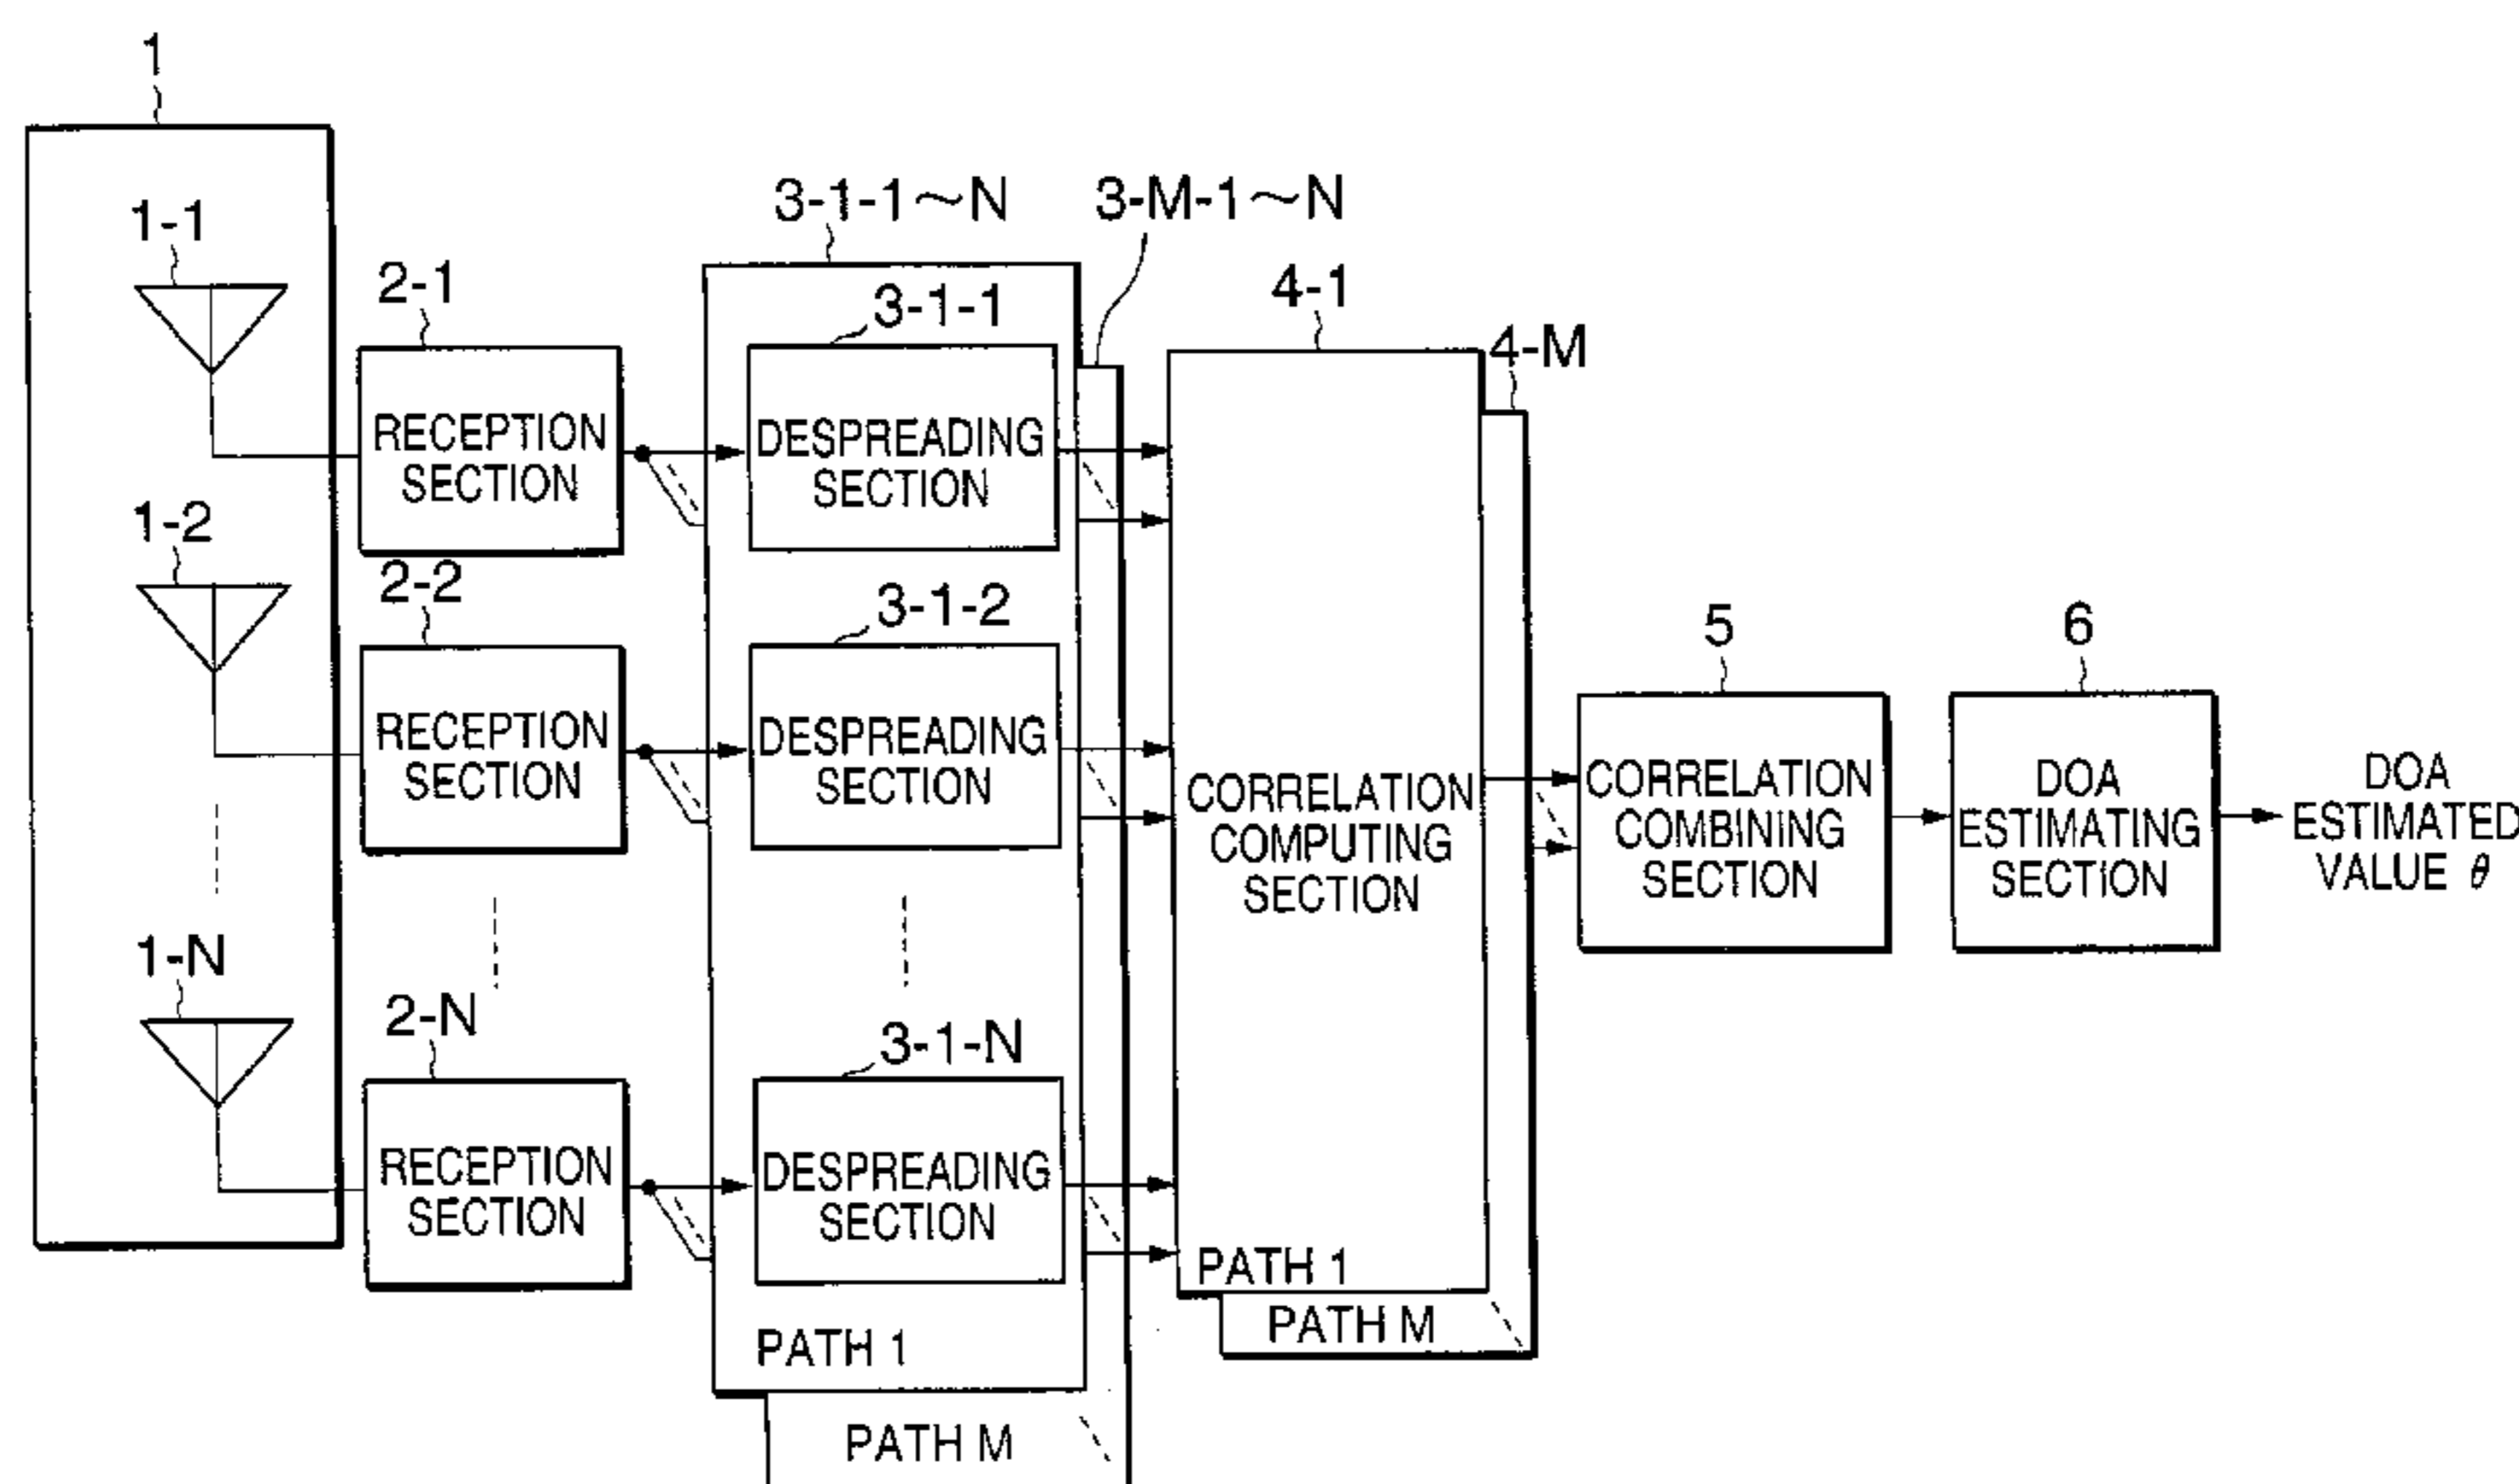 1
3-1-1~N
3-M-1~N
1-1
2-1
3-1-1
4-1
4-M
RECEPTION
SECTION
DESPREADING
SECTION
1-2
2-2
3-1-2
5
6
RECEPTION
SECTION
DESPREADING
SECTION
CORRELATION
COMPUTING
SECTION
CORRELATION
COMBINING
SECTION
DOA
ESTIMATING
SECTION
DOA
ESTIMATED
VALUE θ
1-N
2-N
3-1-N
RECEPTION
SECTION
DESPREADING
SECTION
PATH 1
PATH M
PATH 1
PATH M